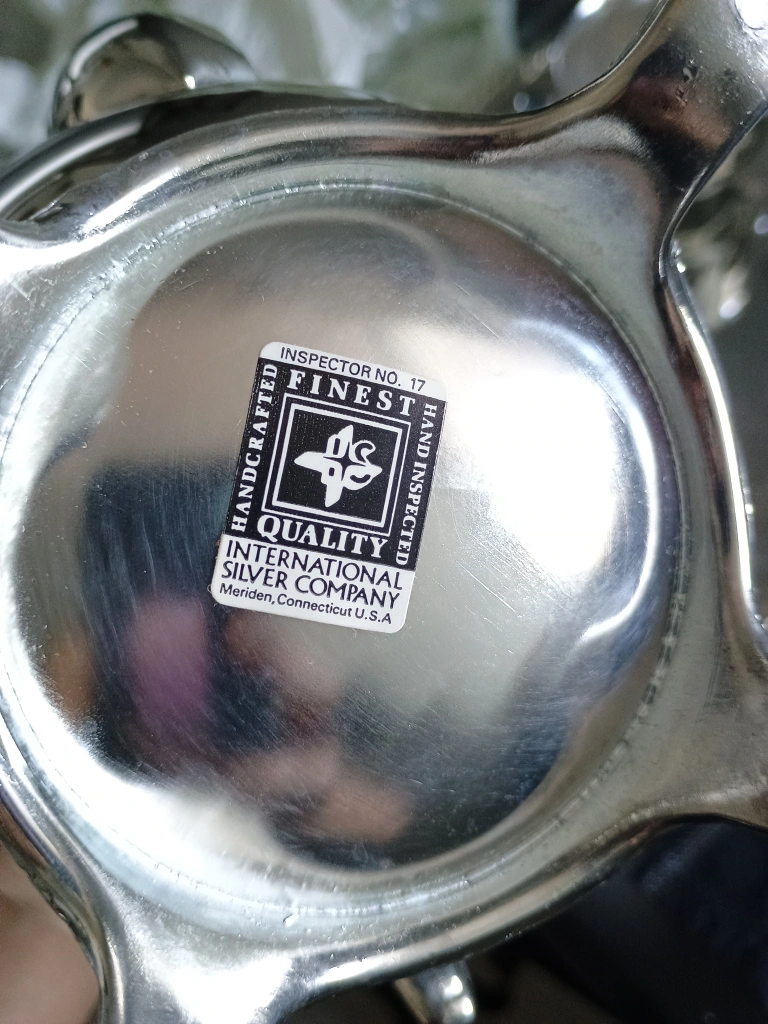 INSPECTOR NO. 17
FINEST
HANDCRAFTED
HAND INSPECTED
QUALITY
INTERNATIONAL
SILVER COMPANY
Meriden, Connecticut U.S.A